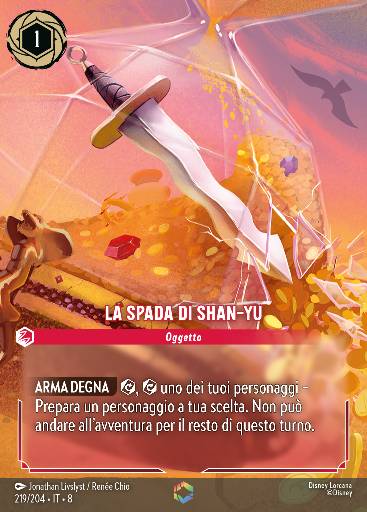 1
LA SPADA DI SHAN-YU
Oggetto
ARMA DEGNA , uno dei tuoi personaggi –
Prepara un personaggio a tua scelta. Non può
andare all'avventura per il resto di questo turno.
Jonathan Livslyst / Renée Chio
219/204 • IT • 8
Disney Lorcana
©Disney